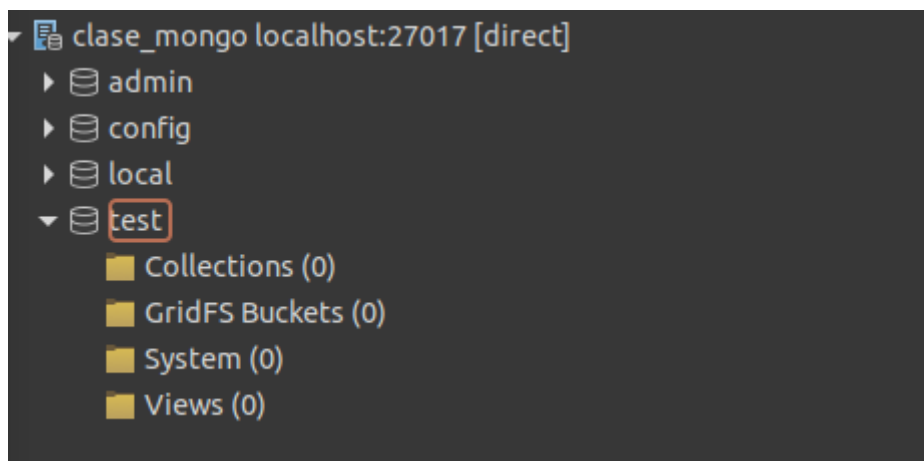 clase_mongo localhost:27017 [direct]
admin
config
local
test
Collections (0)
GridFS Buckets (0)
System (0)
Views (0)